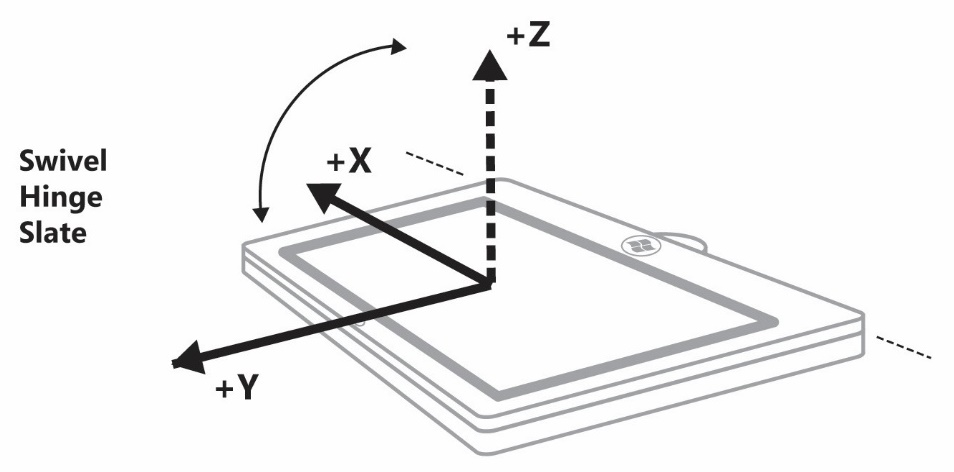 +Z
+X
Swivel
Hinge
Slate
+Y